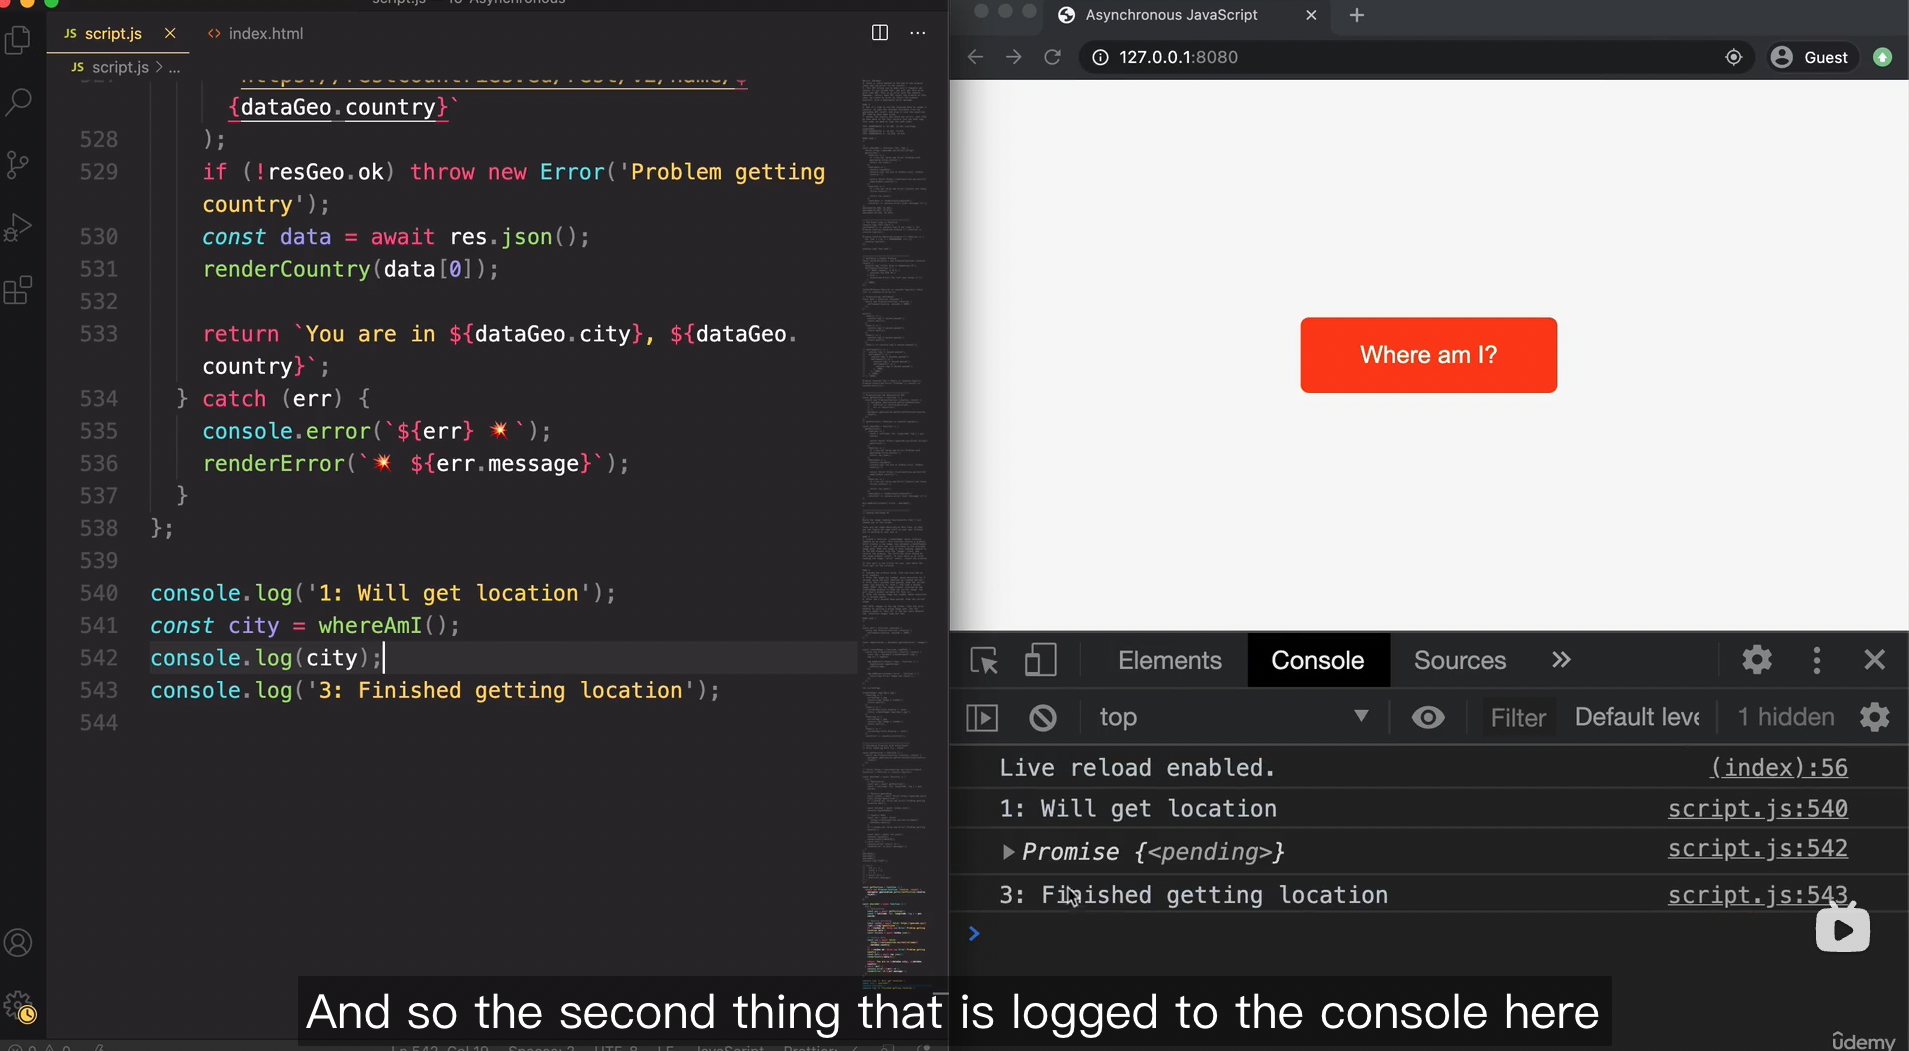 JS script.js ×
<> index.html
...
JS script.js > ...
{dataGeo.country}`
528 );
529 if (!resGeo.ok) throw new Error('Problem getting
country');
530 const data = await res.json();
531 renderCountry(data[0]);
532
533 return `You are in ${dataGeo.city}, ${dataGeo.
country}`;
534 } catch (err) {
535 console.error(`${err} 💥`);
536 renderError(`💥 ${err.message}`);
537 }
538 };
539
540 console.log('1: Will get location');
541 const city = whereAmI();
542 console.log(city);
543 console.log('3: Finished getting location');
544
Asynchronous JavaScript
127.0.0.1:8080
Guest
Where am I?
Elements Console Sources »
top Filter Default leve 1 hidden
Live reload enabled. (index):56
1: Will get location script.js:540
Promise {<pending>} script.js:542
3: Finished getting location script.js:543
And so the second thing that is logged to the console here
ûdemy